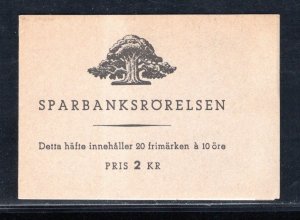 SPARBANKSRÖRELSEN
Detta häfte innehåller 20 frimärken à 10 öre
PRIS 2 KR